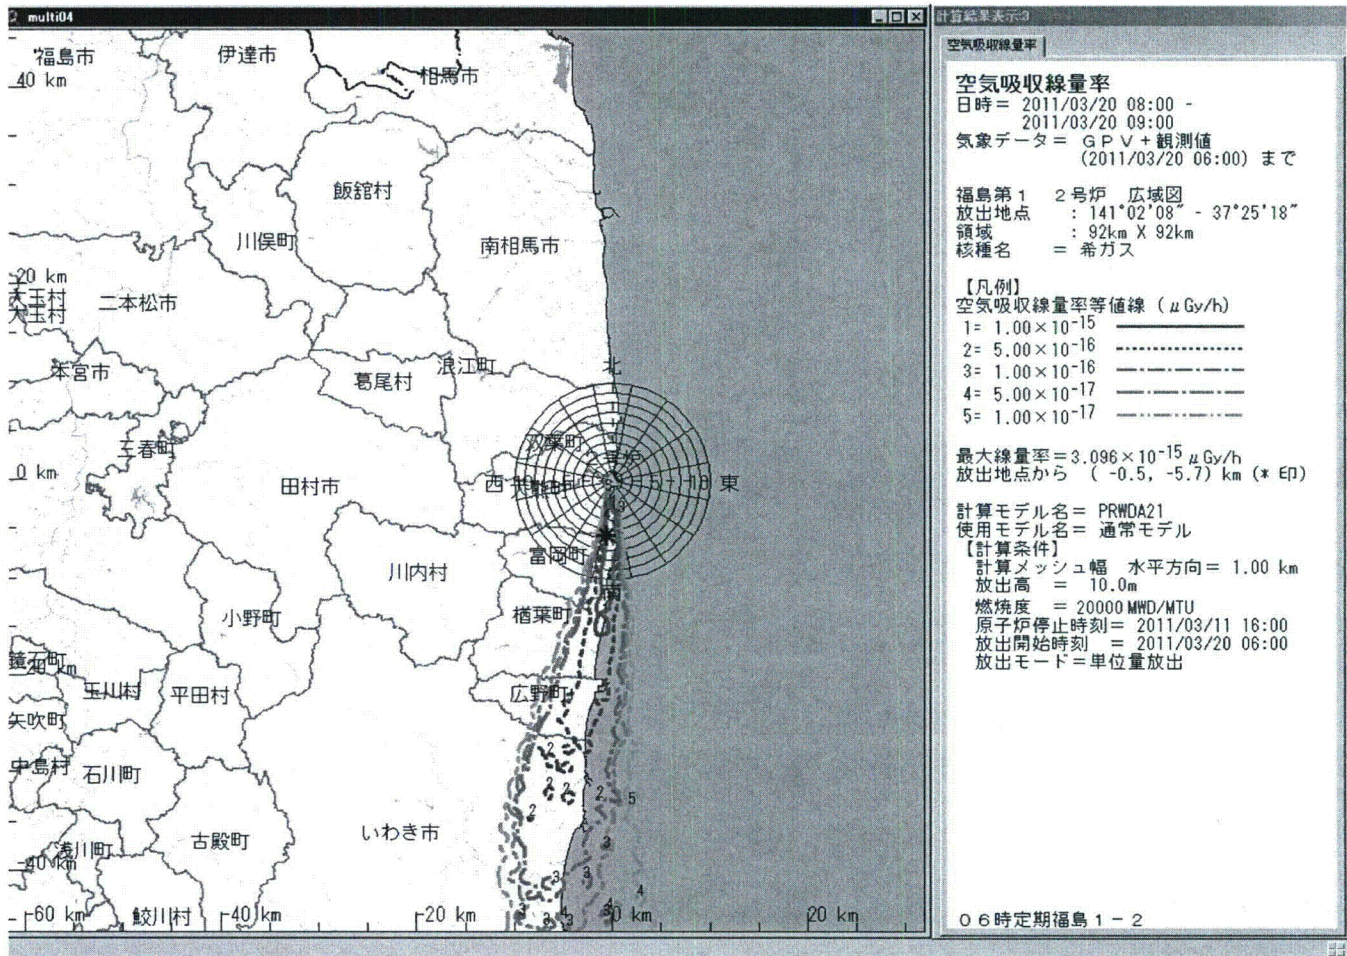 multi04
福島市
伊達市
相馬市
40 km
飯舘村
川俣町
南相馬市
20 km
大玉村
大玉村
二本松市
本宮市
浪江町
葛尾村
北
双葉町
三春町
0 km
田村市
西
東
富岡町
川内村
南
楢葉町
小野町
鏡石町
-20 km
玉川村
平田村
広野町
矢吹町
中島村
石川町
古殿町
いわき市
浅川町
-40 km
鮫川村
-60 km
-40 km
-20 km
0 km
20 km
計算結果表示3
空気吸収線量率
空気吸収線量率
日時= 2011/03/20 08:00 -
2011/03/20 09:00
気象データ= GPV+観測値
(2011/03/20 06:00) まで
福島第1 2号炉 広域図
放出地点 : 141°02'08" - 37°25'18"
領域 : 92km X 92km
核種名 = 希ガス
【凡例】
空気吸収線量率等値線 (μGy/h)
1= 1.00×10⁻¹⁵
2= 5.00×10⁻¹⁶
3= 1.00×10⁻¹⁶
4= 5.00×10⁻¹⁷
5= 1.00×10⁻¹⁷
最大線量率=3.096×10⁻¹⁵μGy/h
放出地点から ( -0.5, -5.7) km (* 印)
計算モデル名= PRWDA21
使用モデル名= 通常モデル
【計算条件】
計算メッシュ幅 水平方向= 1.00 km
放出高 = 10.0m
燃焼度 = 20000MWD/MTU
原子炉停止時刻= 2011/03/11 16:00
放出開始時刻 = 2011/03/20 06:00
放出モード=単位量放出
06時定期福島1-2